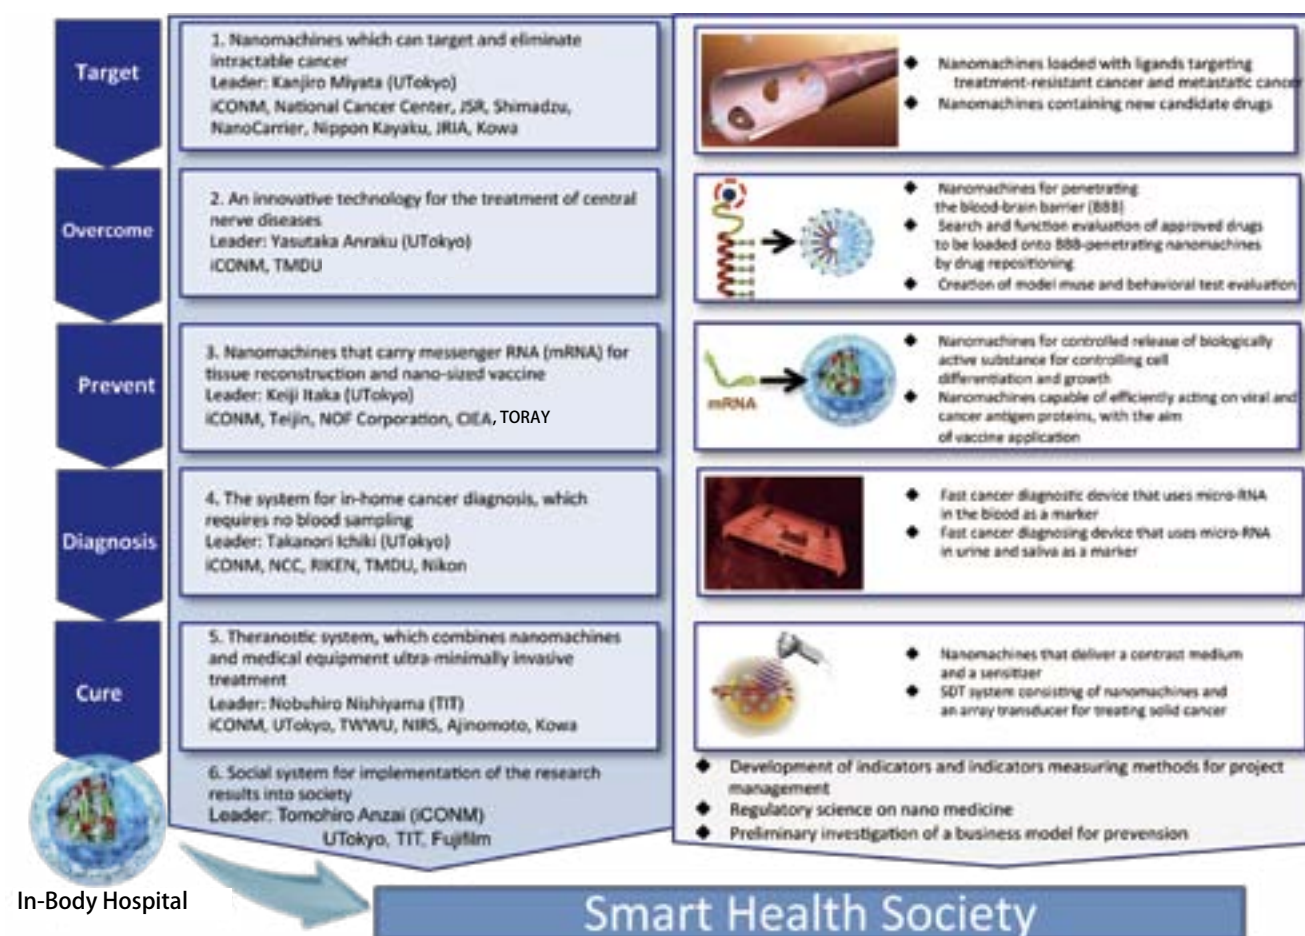 Target
1. Nanomachines which can target and eliminate
intractable cancer
Leader: Kanjiro Miyata (UTokyo)
iCONM, National Cancer Center, JSR, Shimadzu,
NanoCarrier, Nippon Kayaku, JRIA, Kowa
◆ Nanomachines loaded with ligands targeting
treatment-resistant cancer and metastatic cancer
◆ Nanomachines containing new candidate drugs
Overcome
2. An innovative technology for the treatment of central
nerve diseases
Leader: Yasutaka Anraku (UTokyo)
iCONM, TMDU
◆ Nanomachines for penetrating
the blood-brain barrier (BBB)
◆ Search and function evaluation of approved drugs
to be loaded onto BBB-penetrating nanomachines
by drug repositioning
◆ Creation of model muse and behavioral test evaluation
Prevent
3. Nanomachines that carry messenger RNA (mRNA) for
tissue reconstruction and nano-sized vaccine
Leader: Keiji Itaka (UTokyo)
iCONM, Teijin, NOF Corporation, CIEA, TORAY
mRNA
◆ Nanomachines for controlled release of biologically
active substance for controlling cell
differentiation and growth
◆ Nanomachines capable of efficiently acting on viral and
cancer antigen proteins, with the aim
of vaccine application
Diagnosis
4. The system for in-home cancer diagnosis, which
requires no blood sampling
Leader: Takanori Ichiki (UTokyo)
iCONM, NCC, RIKEN, TMDU, Nikon
◆ Fast cancer diagnostic device that uses micro-RNA
in the blood as a marker
◆ Fast cancer diagnosing device that uses micro-RNA
in urine and saliva as a marker
Cure
5. Theranostic system, which combines nanomachines
and medical equipment ultra-minimally invasive
treatment
Leader: Nobuhiro Nishiyama (TIT)
iCONM, UTokyo, TWWU, NIRS, Ajinomoto, Kowa
◆ Nanomachines that deliver a contrast medium
and a sensitizer
◆ SDT system consisting of nanomachines and
an array transducer for treating solid cancer
6. Social system for implementation of the research
results into society
Leader: Tomohiro Anzai (iCONM)
UTokyo, TIT, Fujifilm
◆ Development of indicators and indicators measuring methods for project
management
◆ Regulatory science on nano medicine
◆ Preliminary investigation of a business model for prevension
In-Body Hospital
Smart Health Society